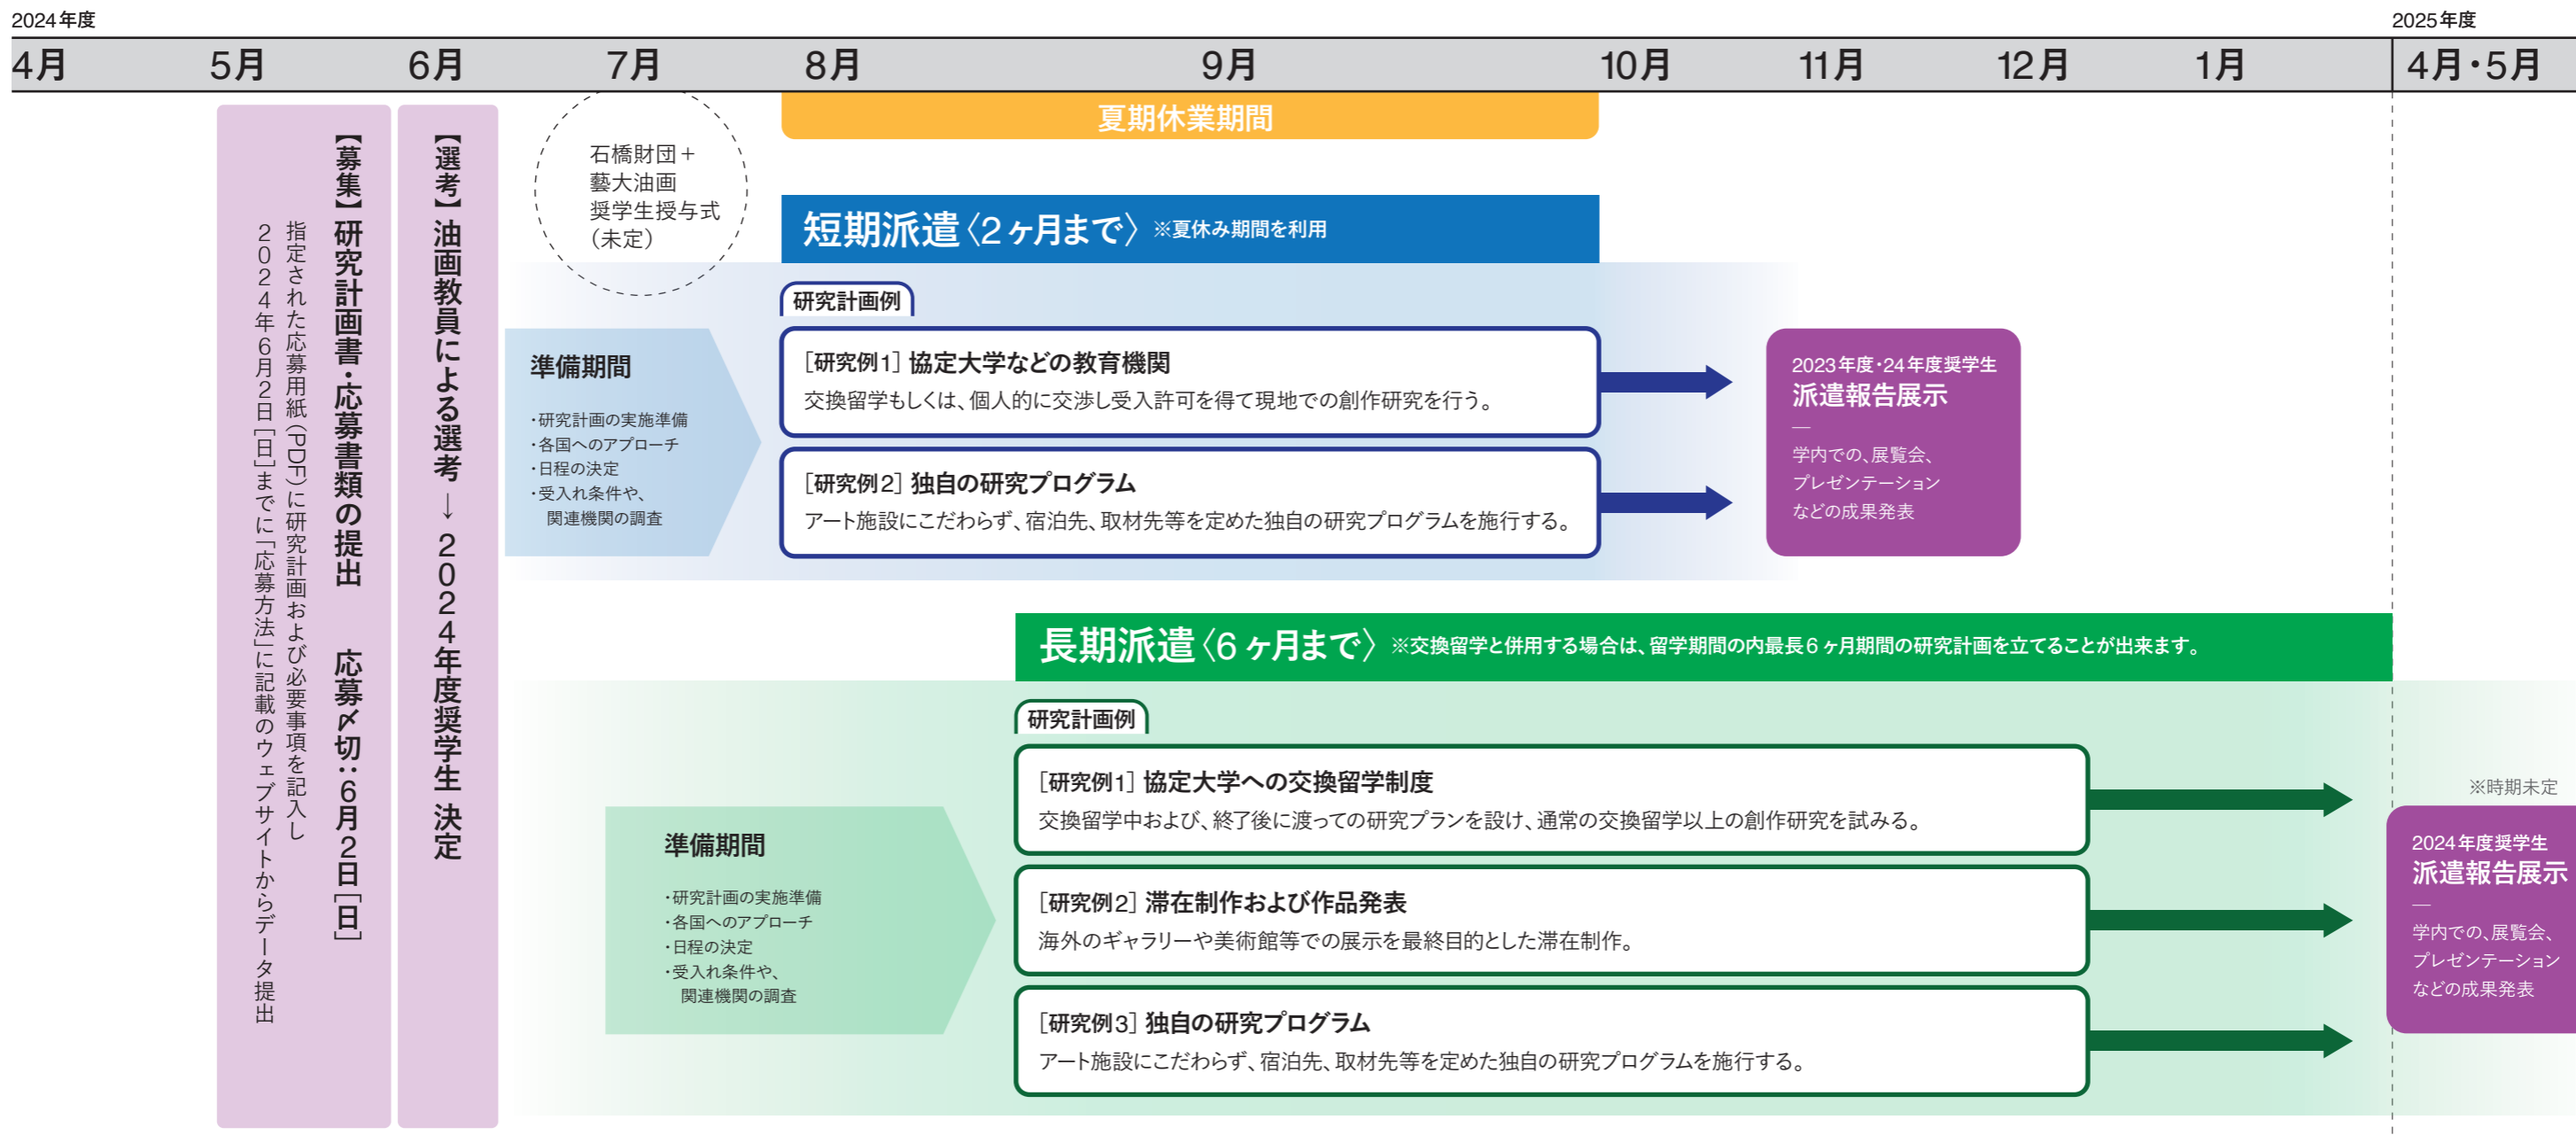 2024年度
2025年度
4月
5月
6月
7月
8月
9月
10月
11月
12月
1月
4月・5月
【募集】研究計画書・応募書類の提出　応募〆切：6月2日［日］
指定された応募用紙（PDF）に研究計画および必要事項を記入し
2024年6月2日［日］までに「応募方法」に記載のウェブサイトからデータ提出
【選考】油画教員による選考→2024年度奨学生 決定
石橋財団＋
藝大油画
奨学生授与式
（未定）
夏期休業期間
短期派遣〈2ヶ月まで〉※夏休み期間を利用
準備期間
・研究計画の実施準備
・各国へのアプローチ
・日程の決定
・受入れ条件や、
関連機関の調査
研究計画例
［研究例1］協定大学などの教育機関
交換留学もしくは、個人的に交渉し受入許可を得て現地での創作研究を行う。
［研究例2］独自の研究プログラム
アート施設にこだわらず、宿泊先、取材先等を定めた独自の研究プログラムを施行する。
2023年度・24年度奨学生
派遣報告展示
―
学内での、展覧会、
プレゼンテーション
などの成果発表
長期派遣〈6ヶ月まで〉※交換留学と併用する場合は、留学期間の内最長6ヶ月期間の研究計画を立てることが出来ます。
準備期間
・研究計画の実施準備
・各国へのアプローチ
・日程の決定
・受入れ条件や、
関連機関の調査
研究計画例
［研究例1］協定大学への交換留学制度
交換留学中および、終了後に渡っての研究プランを設け、通常の交換留学以上の創作研究を試みる。
［研究例2］滞在制作および作品発表
海外のギャラリーや美術館等での展示を最終目的とした滞在制作。
［研究例3］独自の研究プログラム
アート施設にこだわらず、宿泊先、取材先等を定めた独自の研究プログラムを施行する。
※時期未定
2024年度奨学生
派遣報告展示
―
学内での、展覧会、
プレゼンテーション
などの成果発表